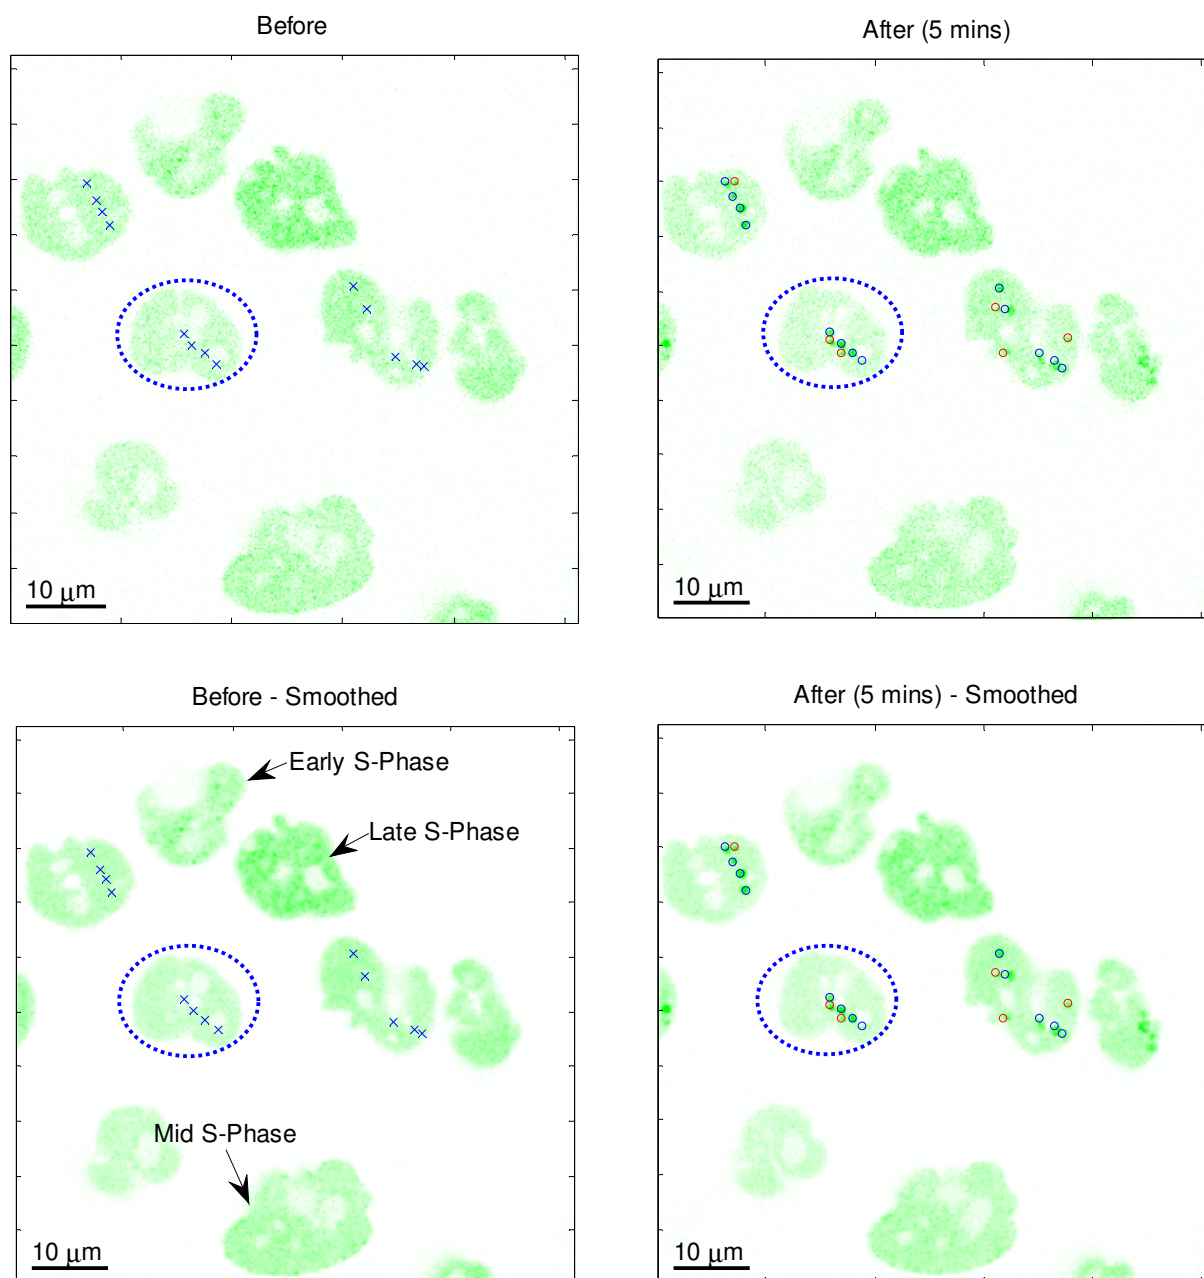 Before
After (5 mins)
10 μm
10 μm
Before - Smoothed
After (5 mins) - Smoothed
Early S-Phase
Late S-Phase
Mid S-Phase
10 μm
10 μm